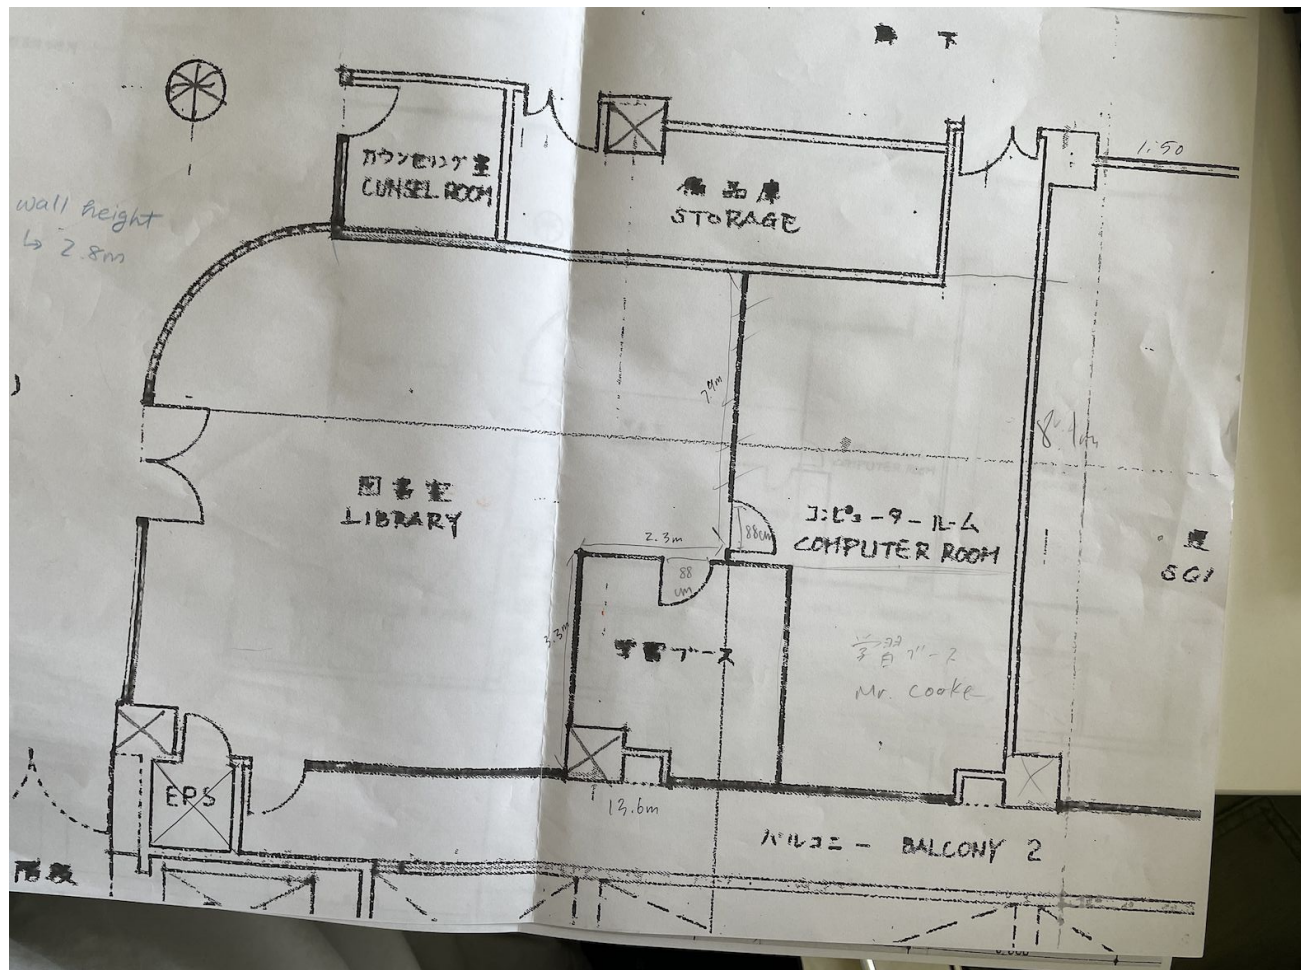 廊下
1:50
カウンセリング室
CUNSEL ROOM
備品庫
STORAGE
wall height
↳ 2.8m
8.1m
図書室
LIBRARY
コンピュータールーム
COMPUTER ROOM
88cm
2.3m
88
cm
3.3m
学習ブース
学習ブース
Mr. Cooke
EPS
13.6m
バルコニー BALCONY 2
階段